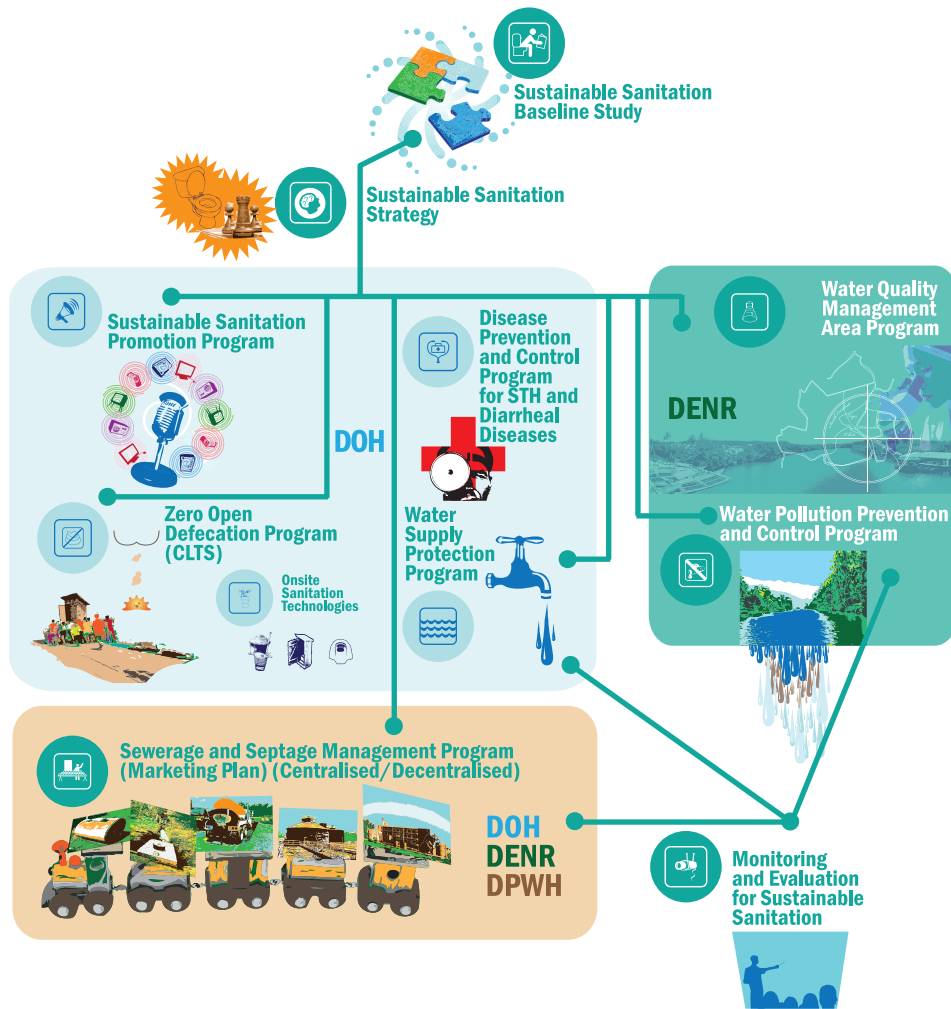 Sustainable Sanitation
Baseline Study
Sustainable Sanitation
Strategy
Sustainable Sanitation
Promotion Program
Disease
Prevention
and Control
Program
for STH and
Diarrheal
Diseases
DOH
Zero Open
Defecation Program
(CLTS)
Onsite
Sanitation
Technologies
Water
Supply
Protection
Program
Water Quality
Management
Area Program
DENR
Water Pollution Prevention
and Control Program
Sewerage and Septage Management Program
(Marketing Plan) (Centralised/Decentralised)
DOH
DENR
DPWH
Monitoring
and Evaluation
for Sustainable
Sanitation